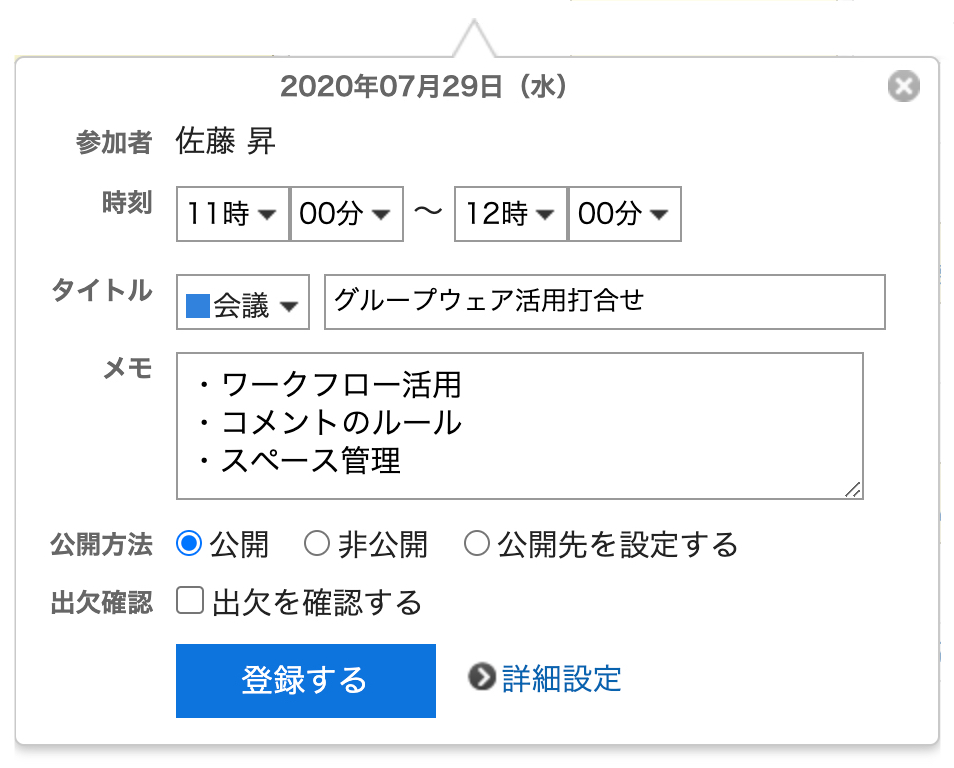 2020年07月29日（水）
参加者 佐藤 昇
時刻 11時 00分 〜 12時 00分
タイトル 会議 グループウェア活用打合せ
メモ
・ワークフロー活用
・コメントのルール
・スペース管理
公開方法 公開 非公開 公開先を設定する
出欠確認 出欠を確認する
登録する 詳細設定